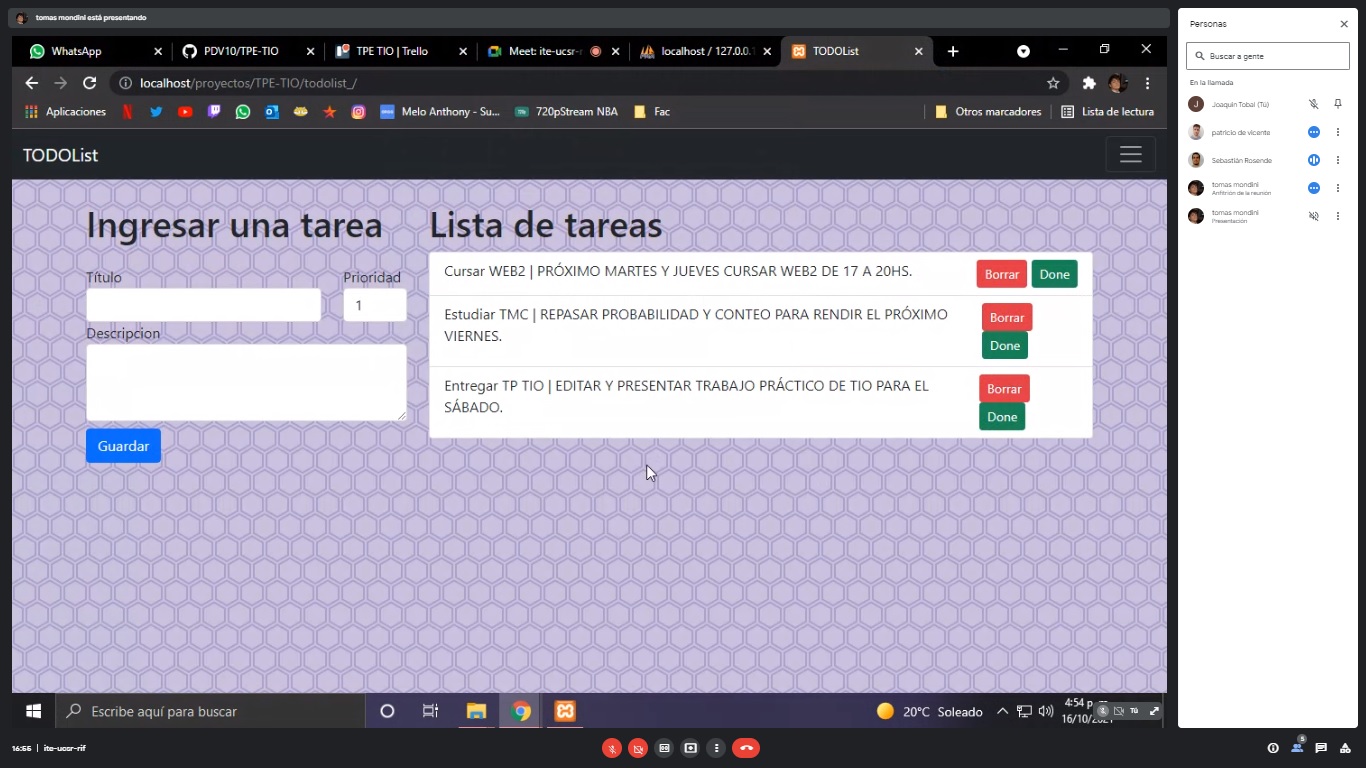 tomas mondini está presentando
Personas
WhatsApp
PDV10/TPE-TIO
TPE TIO | Trello
Meet: ite-ucsr-
localhost / 127.0.0.
TODOList
localhost/proyectos/TPE-TIO/todolist_/
Buscar a gente
En la llamada
Aplicaciones
Melo Anthony - Su...
720pStream NBA
Fac
Otros marcadores
Lista de lectura
Joaquin Tobai (Tú)
patricio de vicente
Sebastián Rosende
tomas mondini
Anfitrión de la reunión
tomas mondini
Presentación
TODOList
Ingresar una tarea
Título
Prioridad
1
Descripcion
Guardar
Lista de tareas
Cursar WEB2 | PRÓXIMO MARTES Y JUEVES CURSAR WEB2 DE 17 A 20HS.
Borrar Done
Estudiar TMC | REPASAR PROBABILIDAD Y CONTEO PARA RENDIR EL PRÓXIMO
VIERNES.
Borrar
Done
Entregar TP TIO | EDITAR Y PRESENTAR TRABAJO PRÁCTICO DE TIO PARA EL
SÁBADO.
Borrar
Done
Escribe aquí para buscar
20°C Soleado
4:54 p.
16/10/
Tú
16:55 | ite-ucsr-rif
5